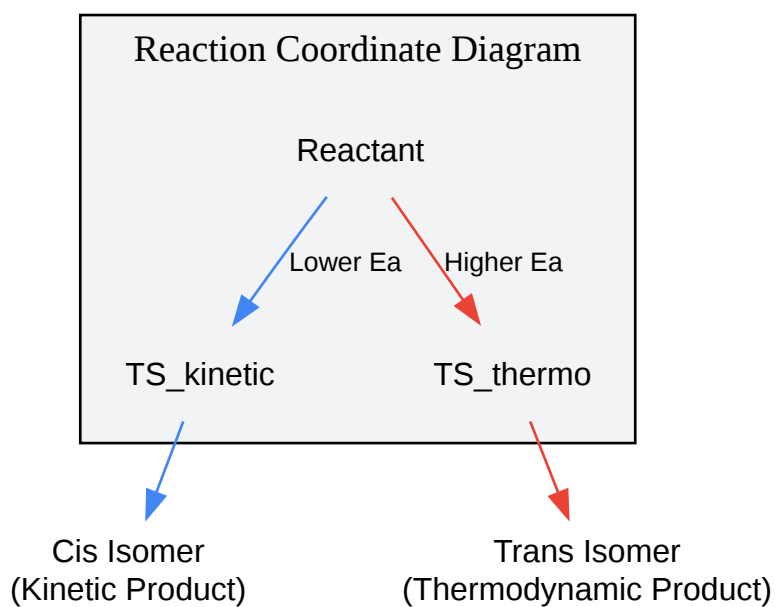 Reaction Coordinate Diagram
Reactant
Lower Ea
Higher Ea
TS_kinetic
TS_thermo
Cis Isomer
(Kinetic Product)
Trans Isomer
(Thermodynamic Product)